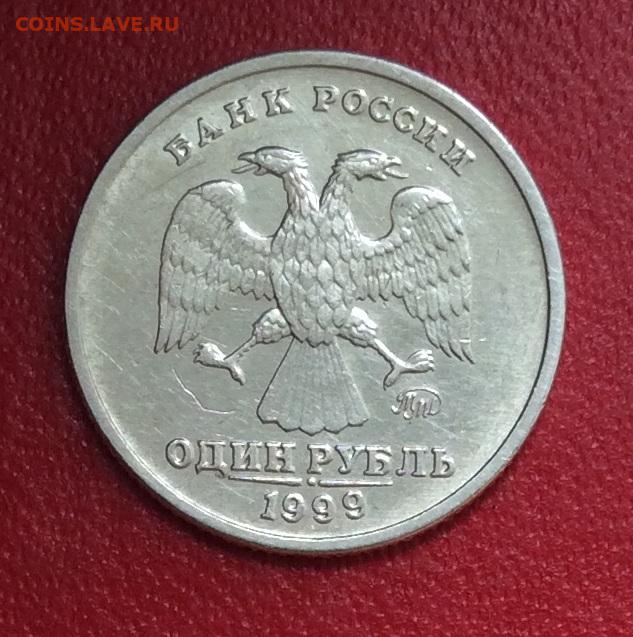 COINS.LAVE.RU
БАНК РОССИИ
ММД
ОДИН РУБЛЬ
1999